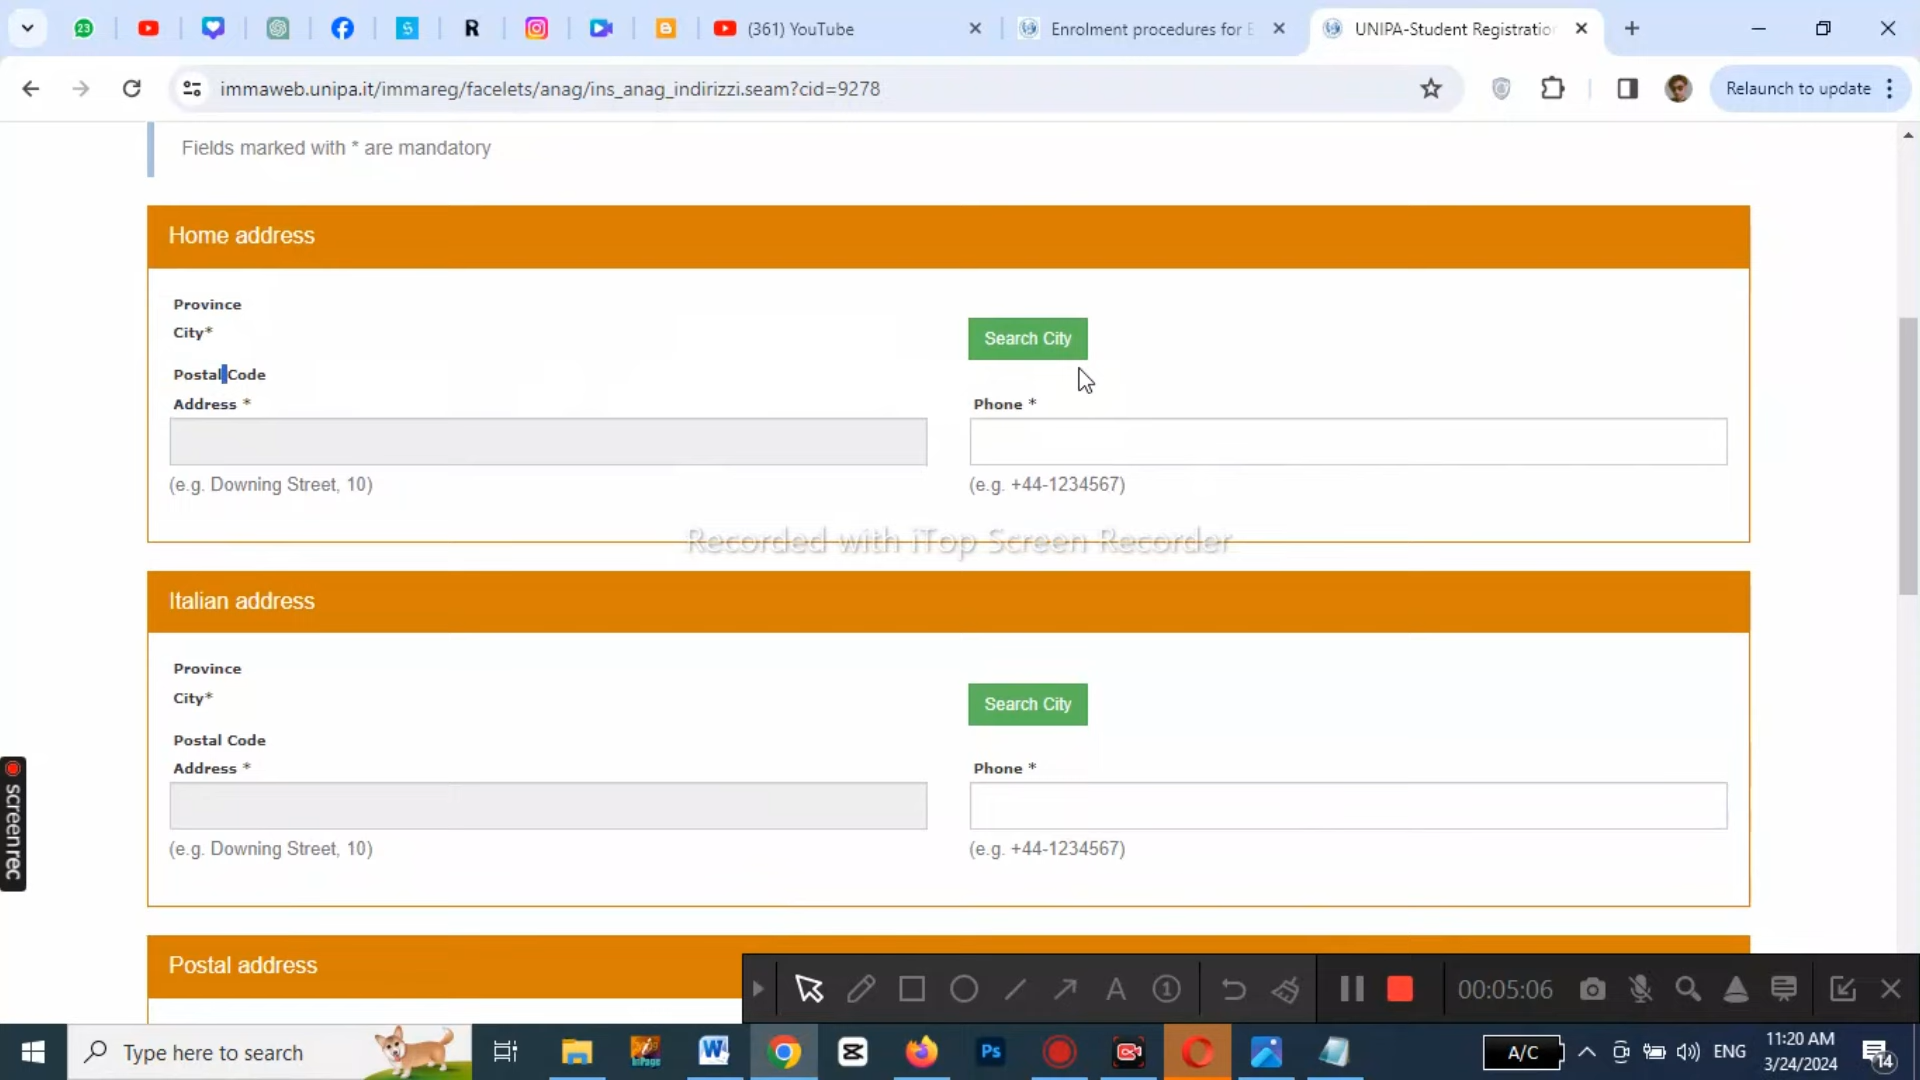 23
(361) YouTube
Enrolment procedures for E
UNIPA-Student Registratio
immaweb.unipa.it/immareg/facelets/anag/ins_anag_indirizzi.seam?cid=9278
Relaunch to update
Fields marked with * are mandatory
Home address
Province
City*
Search City
Postal Code
Address *
Phone *
(e.g. Downing Street, 10)
(e.g. +44-1234567)
Recorded with iTop Screen Recorder
Italian address
Province
City*
Search City
Postal Code
Address *
Phone *
(e.g. Downing Street, 10)
(e.g. +44-1234567)
screenrec
Postal address
00:05:06
Type here to search
Ps
A/C
ENG
11:20 AM
3/24/2024
14